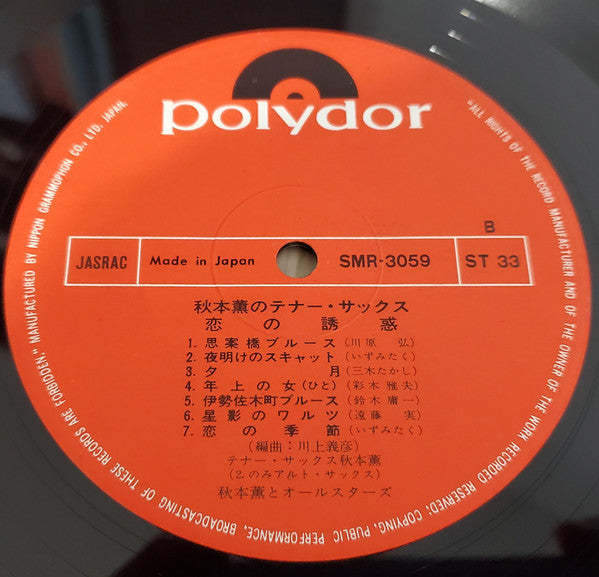 polydor
B
JASRAC
Made in Japan
SMR-3059
ST 33
秋本薫のテナー・サックス
恋の誘惑
1. 思案橋ブルース(川原 弘)
2. 夜明けのスキャット(いずみたく)
3. 夕 月(三木たかし)
4. 年上の女(ひと)(彩木雅夫)
5. 伊勢佐木町ブルース(鈴木庸一)
6. 星影のワルツ(遠藤 実)
7. 恋の季節(いずみたく)
(編曲:川上義彦)
テナー・サックス秋本薫
(2.のみアルト・サックス)
秋本薫とオールスターズ
"ALL RIGHTS OF THE RECORD MANUFACTURER AND OF THE OWNER OF THE WORK RECORDED RESERVED; COPYING, PUBLIC PERFORMANCE, BROADCASTING OF THESE RECORDS ARE FORBIDDEN," MANUFACTURED BY NIPPON GRAMMOPHON CO., LTD. JAPAN.